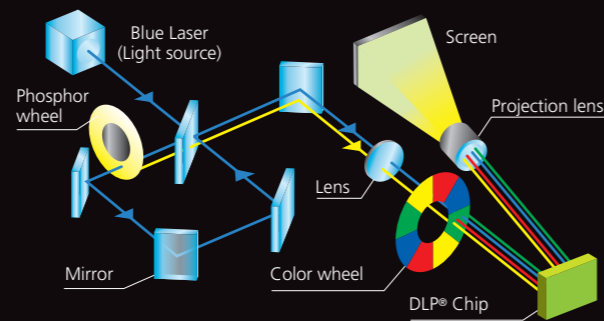 Blue Laser
(Light source)
Screen
Phosphor
wheel
Projection lens
Lens
Mirror
Color wheel
DLP® Chip